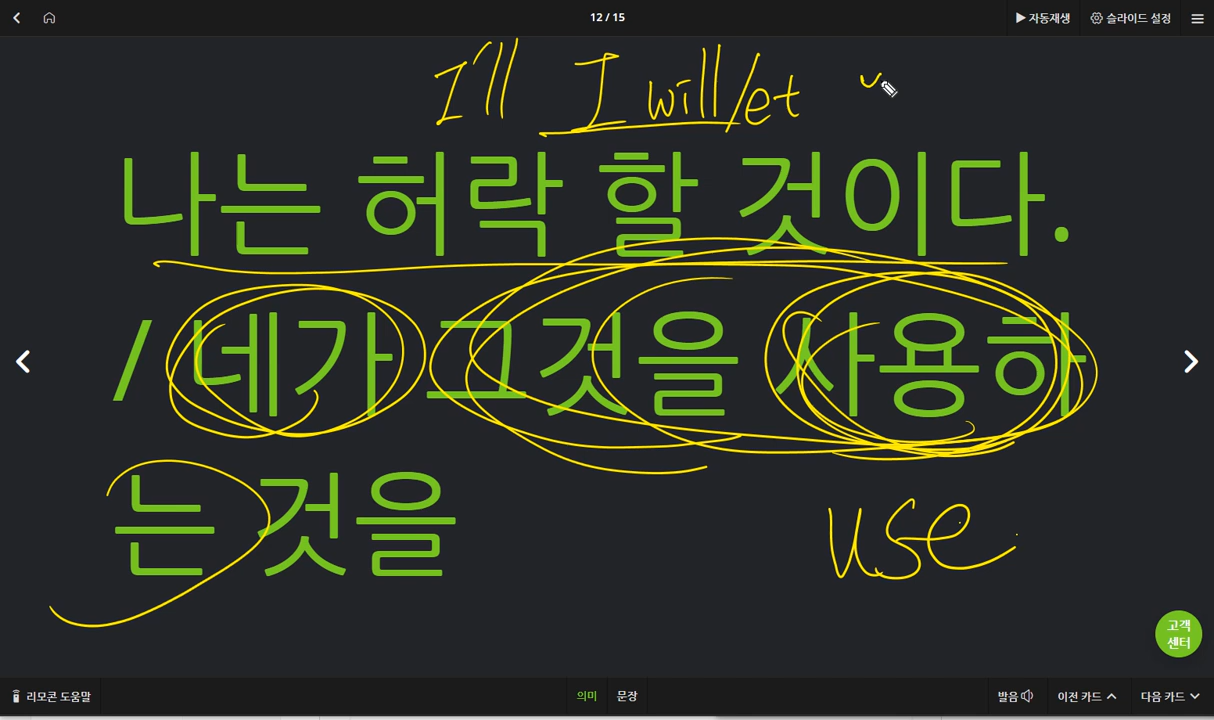 12 / 15
자동재생
슬라이드 설정
I'll I will let
나는 허락 할 것이다.
/ 네가 그것을 사용하
는 것을
use
고객
센터
리모콘 도움말
의미
문장
발음
이전 카드
다음 카드